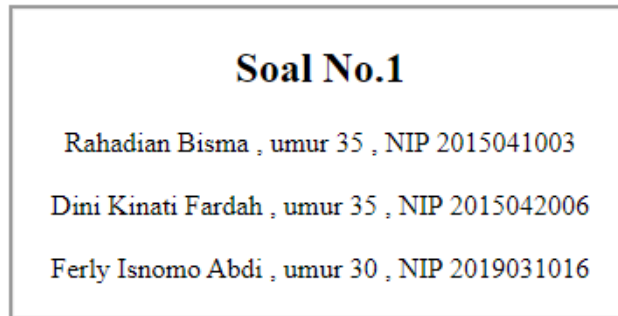 Soal No.1
Rahadian Bisma , umur 35 , NIP 2015041003
Dini Kinati Fardah , umur 35 , NIP 2015042006
Ferly Isnomo Abdi , umur 30 , NIP 2019031016